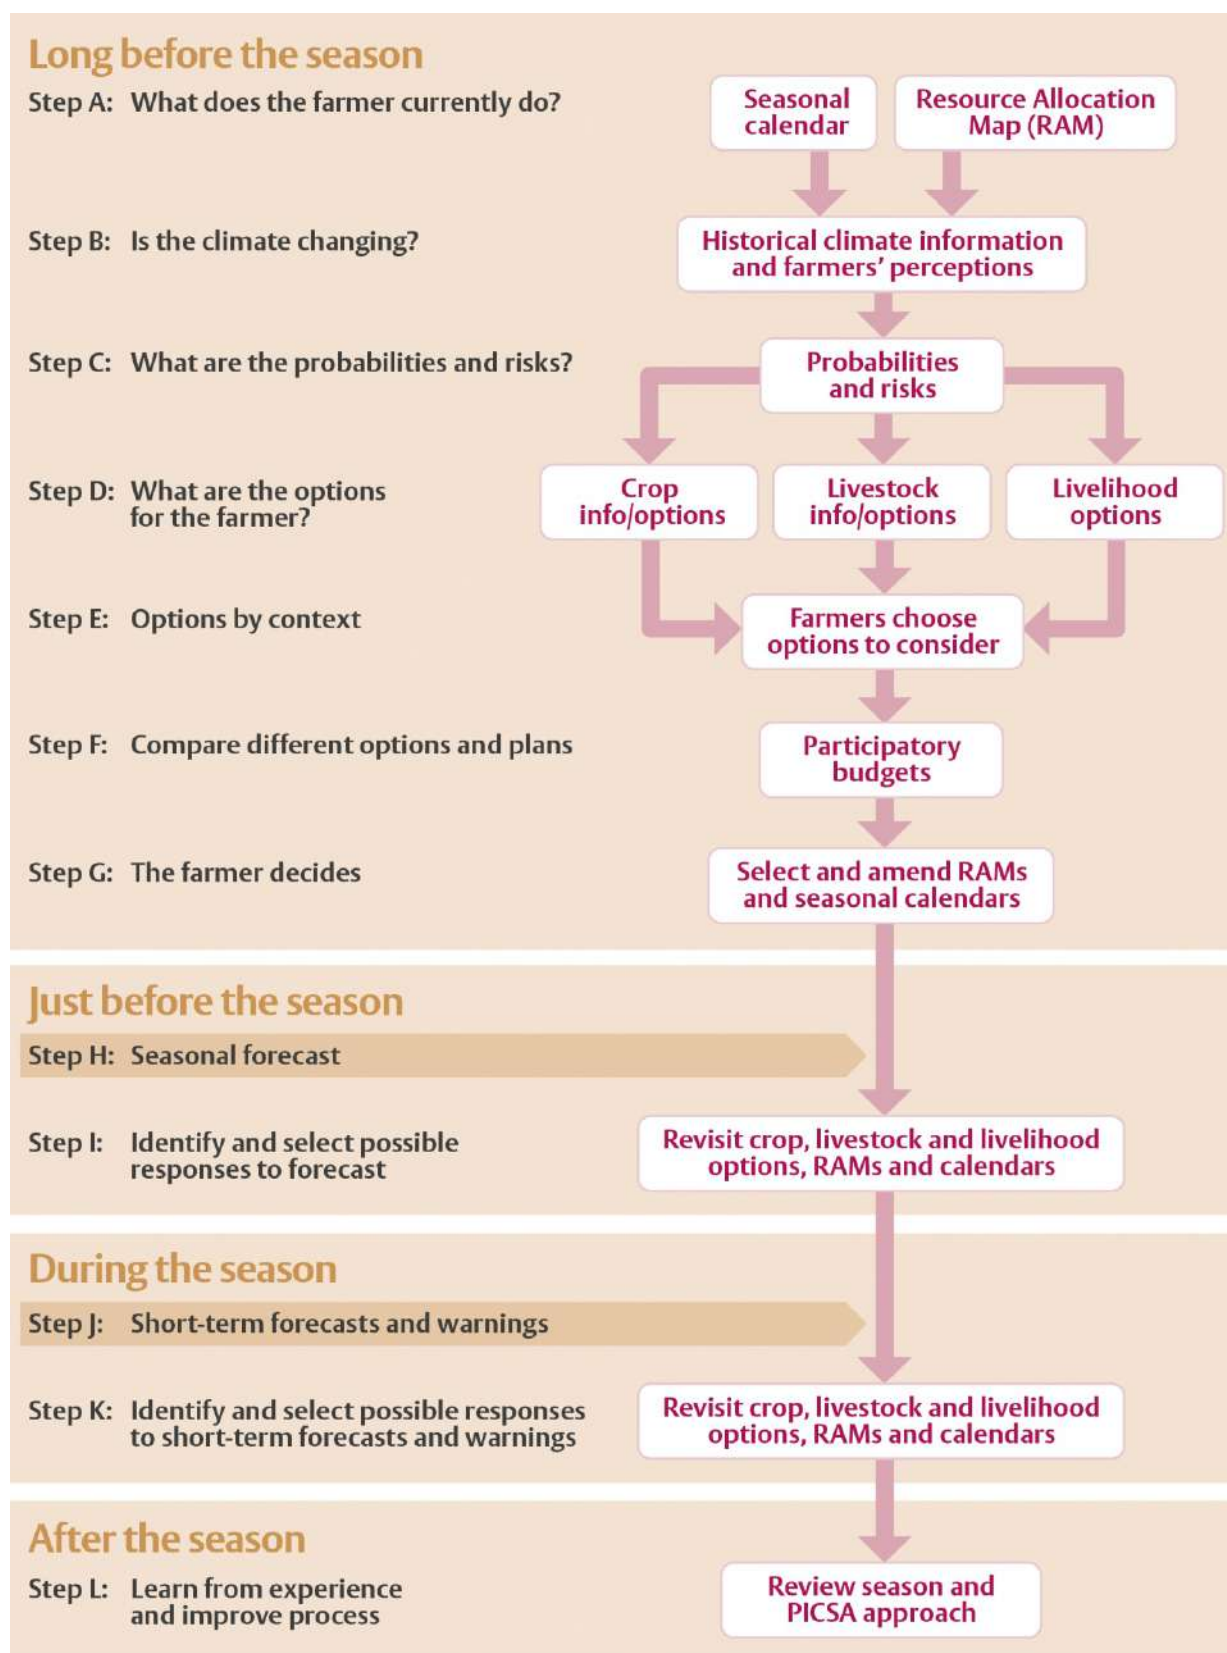 Long before the season
Step A: What does the farmer currently do?
Seasonal
calendar
Resource Allocation
Map (RAM)
Step B: Is the climate changing?
Historical climate information
and farmers’ perceptions
Step C: What are the probabilities and risks?
Probabilities
and risks
Step D: What are the options
for the farmer?
Crop
info/options
Livestock
info/options
Livelihood
options
Step E: Options by context
Farmers choose
options to consider
Step F: Compare different options and plans
Participatory
budgets
Step G: The farmer decides
Select and amend RAMs
and seasonal calendars
Just before the season
Step H: Seasonal forecast
Step I: Identify and select possible
responses to forecast
Revisit crop, livestock and livelihood
options, RAMs and calendars
During the season
Step J: Short-term forecasts and warnings
Step K: Identify and select possible responses
to short-term forecasts and warnings
Revisit crop, livestock and livelihood
options, RAMs and calendars
After the season
Step L: Learn from experience
and improve process
Review season and
PICSA approach